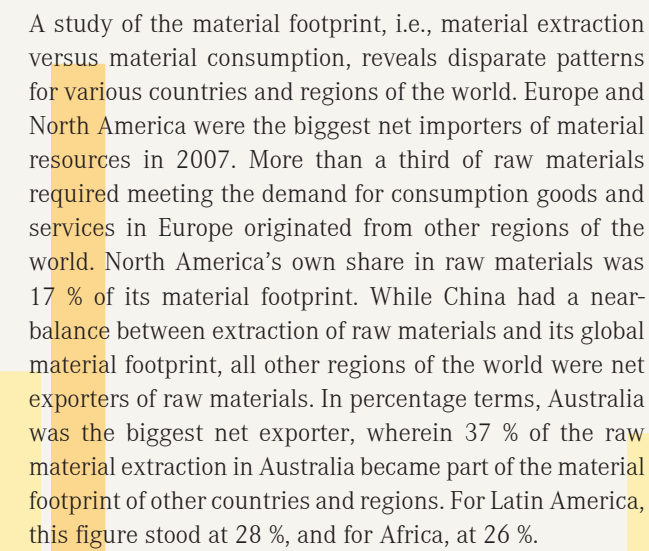 A study of the material footprint, i.e., material extraction
versus material consumption, reveals disparate patterns
for various countries and regions of the world. Europe and
North America were the biggest net importers of material
resources in 2007. More than a third of raw materials
required meeting the demand for consumption goods and
services in Europe originated from other regions of the
world. North America’s own share in raw materials was
17 % of its material footprint. While China had a near-
balance between extraction of raw materials and its global
material footprint, all other regions of the world were net
exporters of raw materials. In percentage terms, Australia
was the biggest net exporter, wherein 37 % of the raw
material extraction in Australia became part of the material
footprint of other countries and regions. For Latin America,
this figure stood at 28 %, and for Africa, at 26 %.